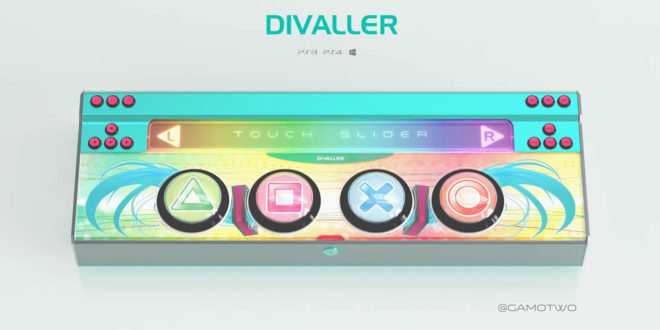 DIVALLER
PS3 PS4
L TOUCH SLIDER R
DIVALLER
@GAMOTWO